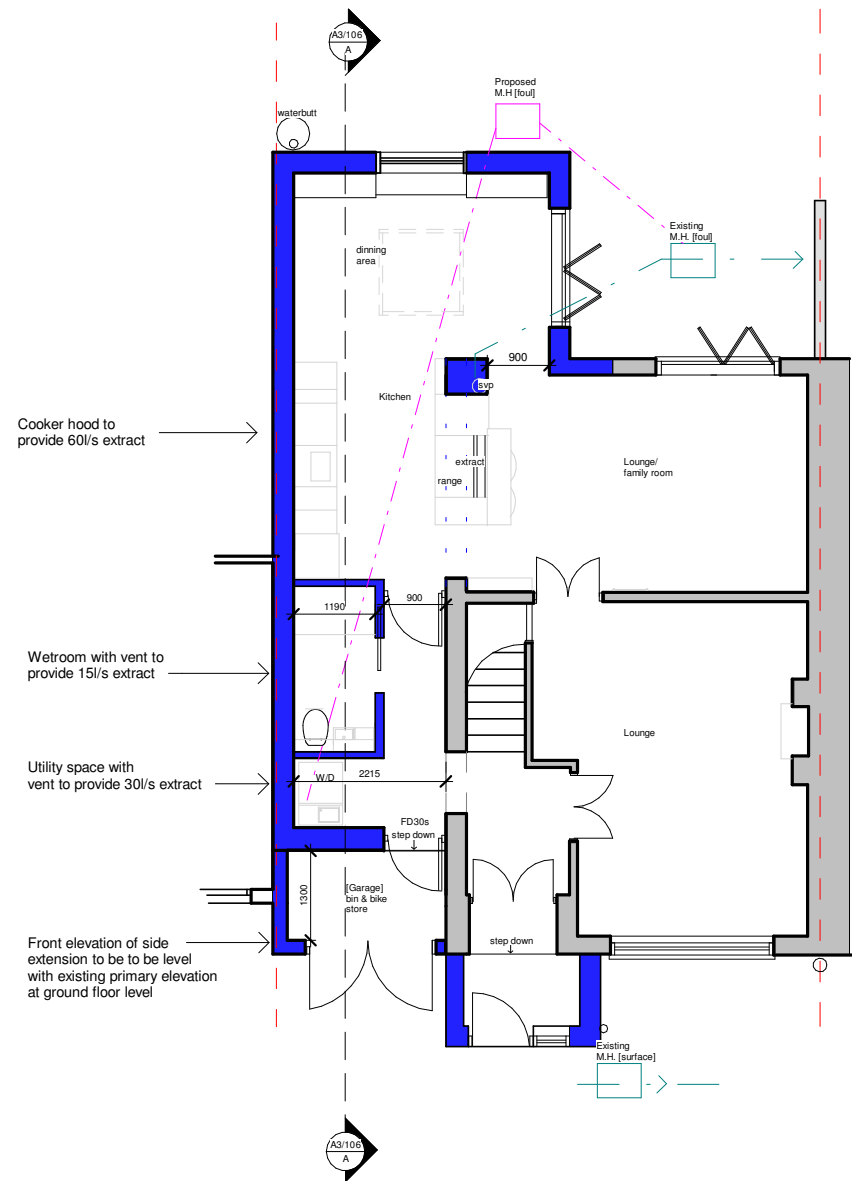 A3/106
A
waterbutt
Proposed
M.H [foul]
Existing
M.H. [foul]
dinning
area
900
svp
Kitchen
Cooker hood to
provide 60l/s extract
extract
range
Lounge/
family room
1190
900
Wetroom with vent to
provide 15l/s extract
Lounge
Utility space with
vent to provide 30l/s extract
W/D
2215
FD30s
step down
1300
[Garage]
bin & bike
store
step down
Front elevation of side
extension to be to be level
with existing primary elevation
at ground floor level
Existing
M.H. [surface]
A3/106
A